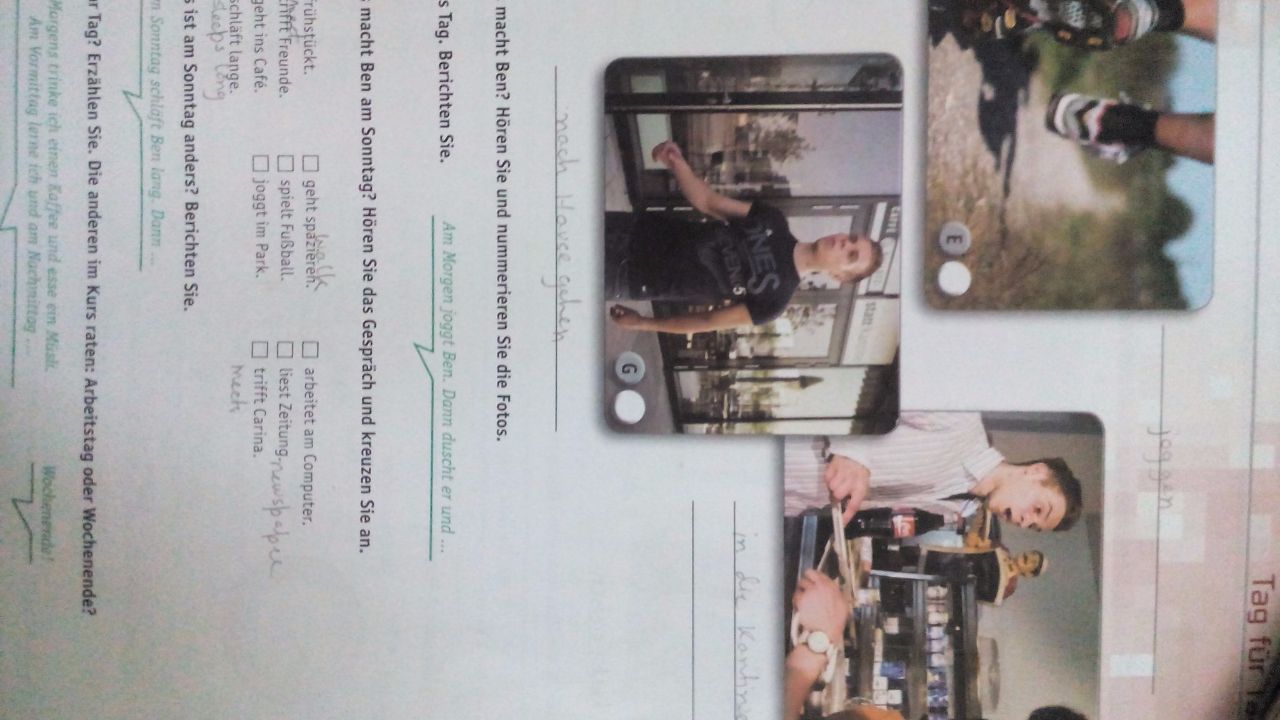 Tag für Ta
joggen
E
in die Kantine
G
nach Hause gehen
macht Ben? Hören Sie und nummerieren Sie die Fotos.
s Tag. Berichten Sie.
Am Morgen joggt Ben. Dann duscht er und ...
macht Ben am Sonntag? Hören Sie das Gespräch und kreuzen Sie an.
walk
rühstückt. geht spazieren. arbeitet am Computer.
trifft Freunde. spielt Fußball. liest Zeitung. newspaper
geht ins Café. joggt im Park. trifft Carina.
schläft lange. meet
sleeps long
s ist am Sonntag anders? Berichten Sie.
m Sonntag schläft Ben lang. Dann ...
hr Tag? Erzählen Sie. Die anderen im Kurs raten: Arbeitstag oder Wochenende?
Morgens trinke ich einen Kaffee und esse ein Müsli. Wochenende!
Am Vormittag lerne ich und am Nachmittag ...